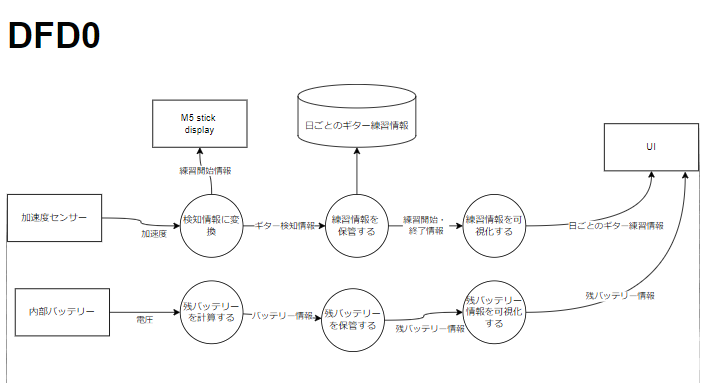 DFD0
M5 stick
display
日ごとのギター練習情報
UI
練習開始情報
加速度センサー
加速度
検知情報に変
換
ギター検知情報
練習情報を
保管する
練習開始・
終了情報
練習情報を可
視化する
日ごとのギター練習情報
内部バッテリー
電圧
残バッテリー
を計算する
バッテリー情報
残バッテリー
を保管する
残バッテリー情報
残バッテリー
情報を可視化
する
残バッテリー情報